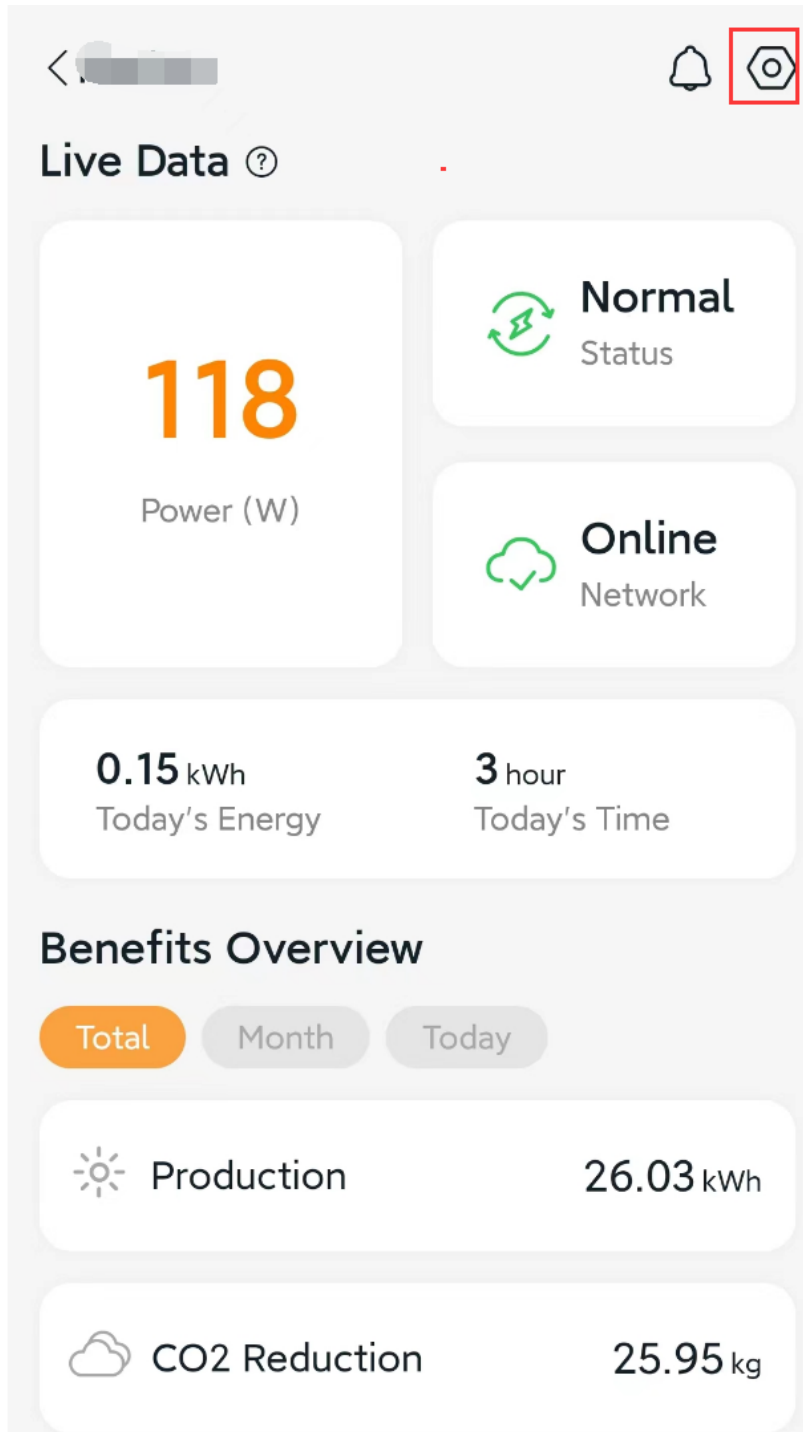 Live Data ?
118
Power (W)
Normal
Status
Online
Network
0.15 kWh
Today's Energy
3 hour
Today's Time
Benefits Overview
Total Month Today
Production 26.03 kWh
CO2 Reduction 25.95 kg